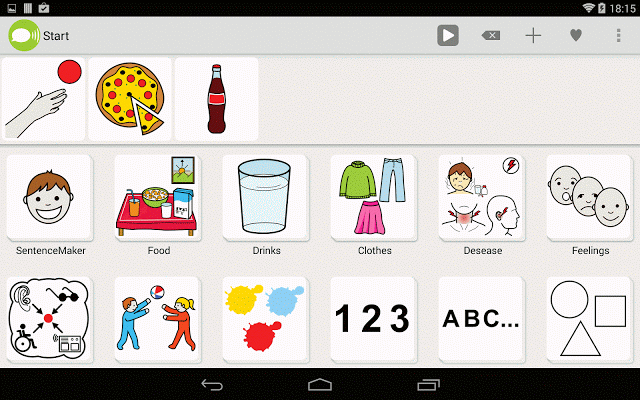 18:15
Start
SentenceMaker
Food
Drinks
Clothes
Desease
Feelings
1 2 3
ABC...